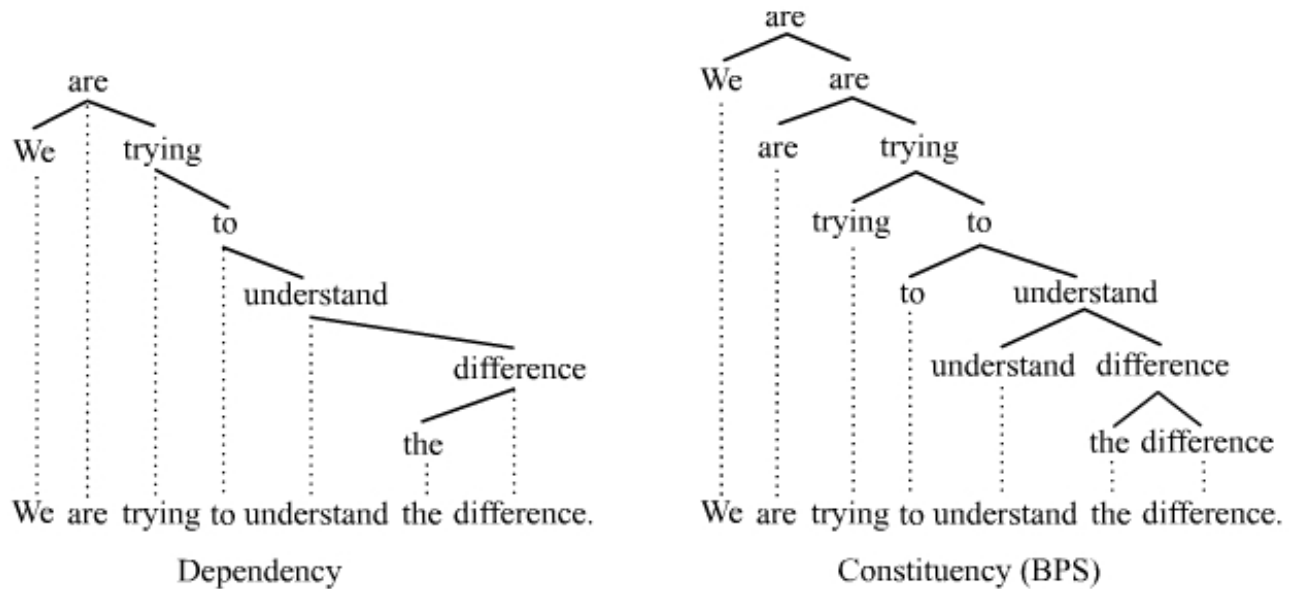 are
We are
are trying
trying to
to understand
understand difference
the difference
We are trying to understand the difference.
Constituency (BPS)
are
We trying
to
understand
difference
the
We are trying to understand the difference.
Dependency